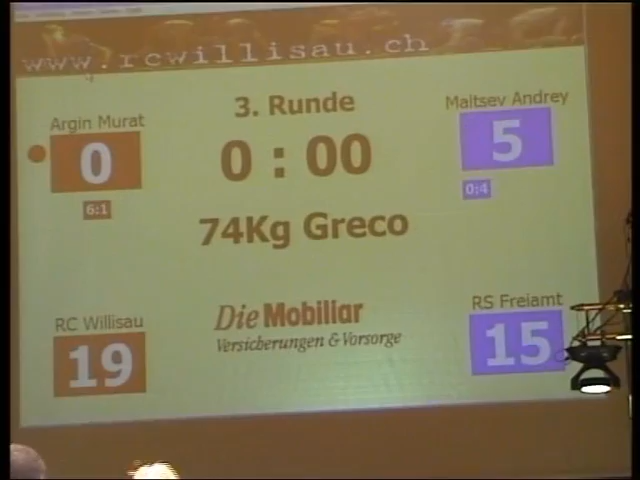 www.rcwillisau.ch
3. Runde
Argin Murat
Maltsev Andrey
0
0 : 00
5
6:1
0:4
74Kg Greco
RC Willisau
Die Mobiliar
RS Freiamt
19
Versicherungen & Vorsorge
15